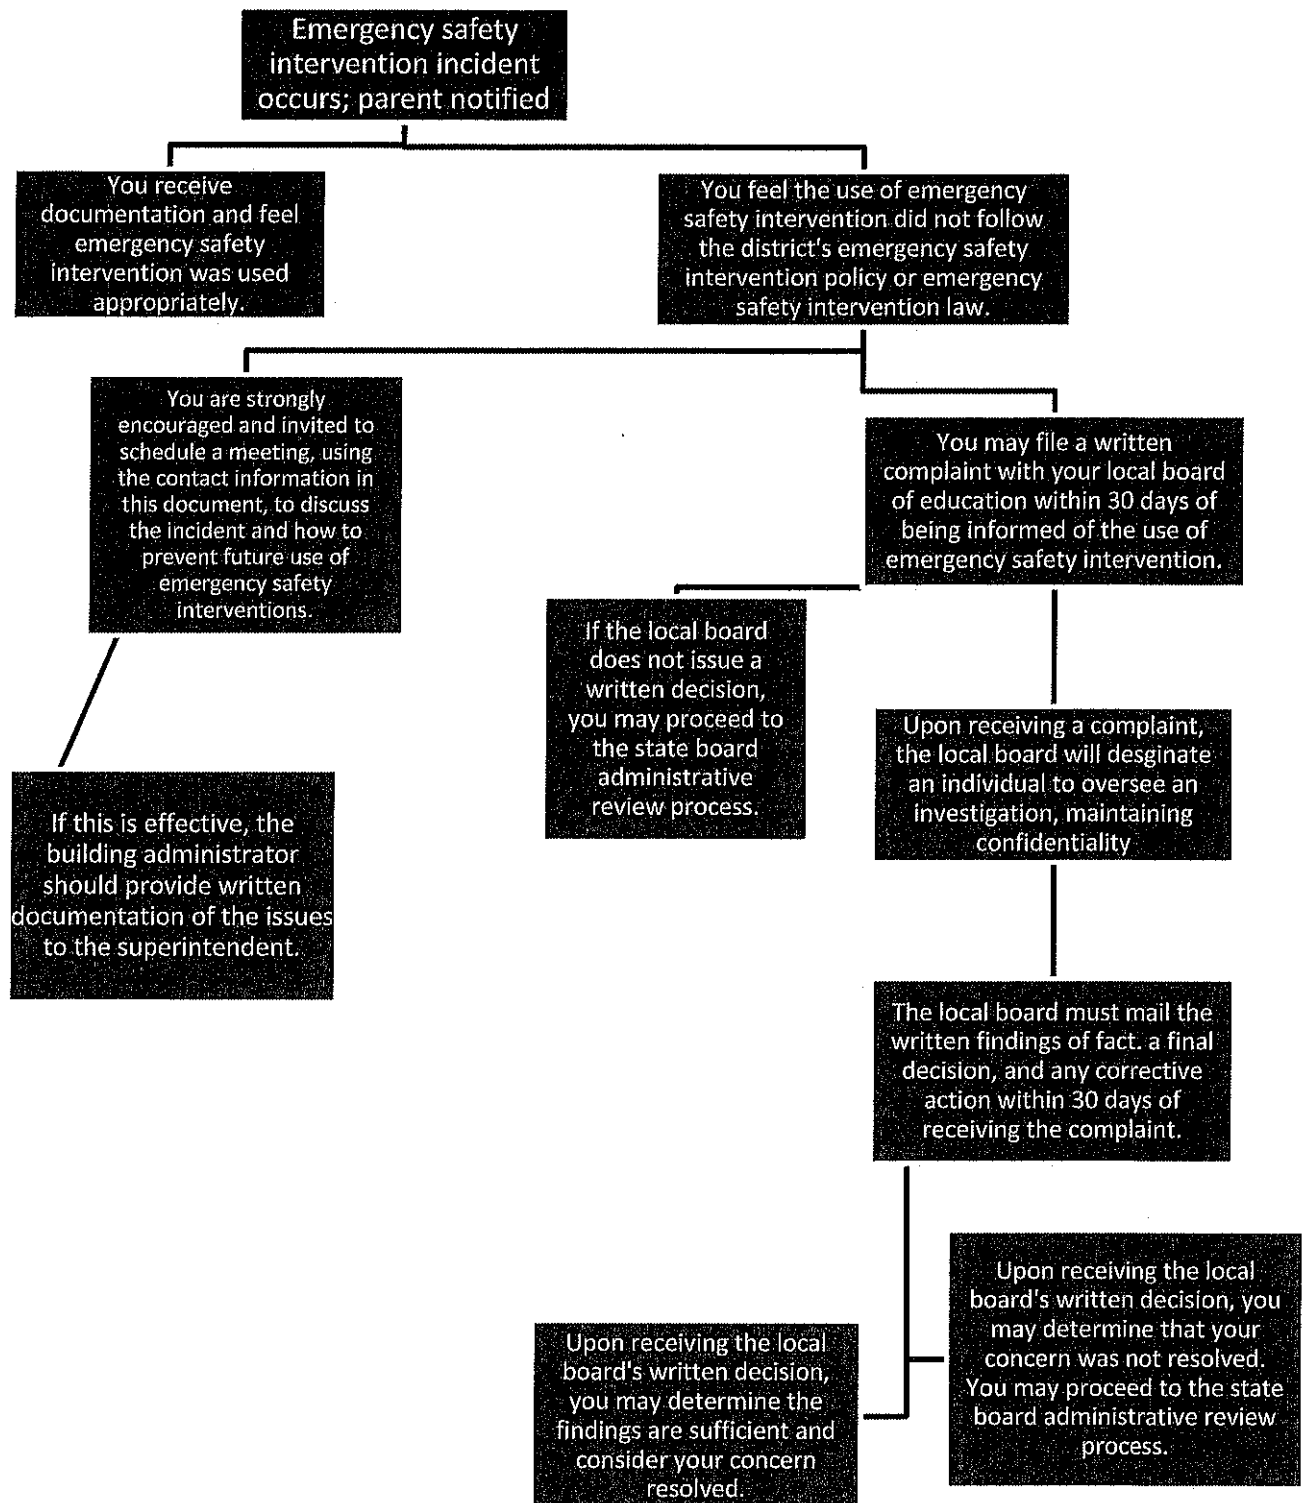 Emergency safety
intervention incident
occurs; parent notified
You receive
documentation and feel
emergency safety
intervention was used
appropriately.
You feel the use of emergency
safety intervention did not follow
the district's emergency safety
intervention policy or emergency
safety intervention law.
You are strongly
encouraged and invited to
schedule a meeting, using
the contact information in
this document, to discuss
the incident and how to
prevent future use of
emergency safety
interventions.
You may file a written
complaint with your local board
of education within 30 days of
being informed of the use of
emergency safety intervention.
If the local board
does not issue a
written decision,
you may proceed to
the state board
administrative
review process.
Upon receiving a complaint,
the local board will desginate
an individual to oversee an
investigation, maintaining
confidentiality
If this is effective, the
building administrator
should provide written
documentation of the issues
to the superintendent.
The local board must mail the
written findings of fact. a final
decision, and any corrective
action within 30 days of
receiving the complaint.
Upon receiving the local
board's written decision,
you may determine the
findings are sufficient and
consider your concern
resolved.
Upon receiving the local
board's written decision, you
may determine that your
concern was not resolved.
You may proceed to the state
board administrative review
process.